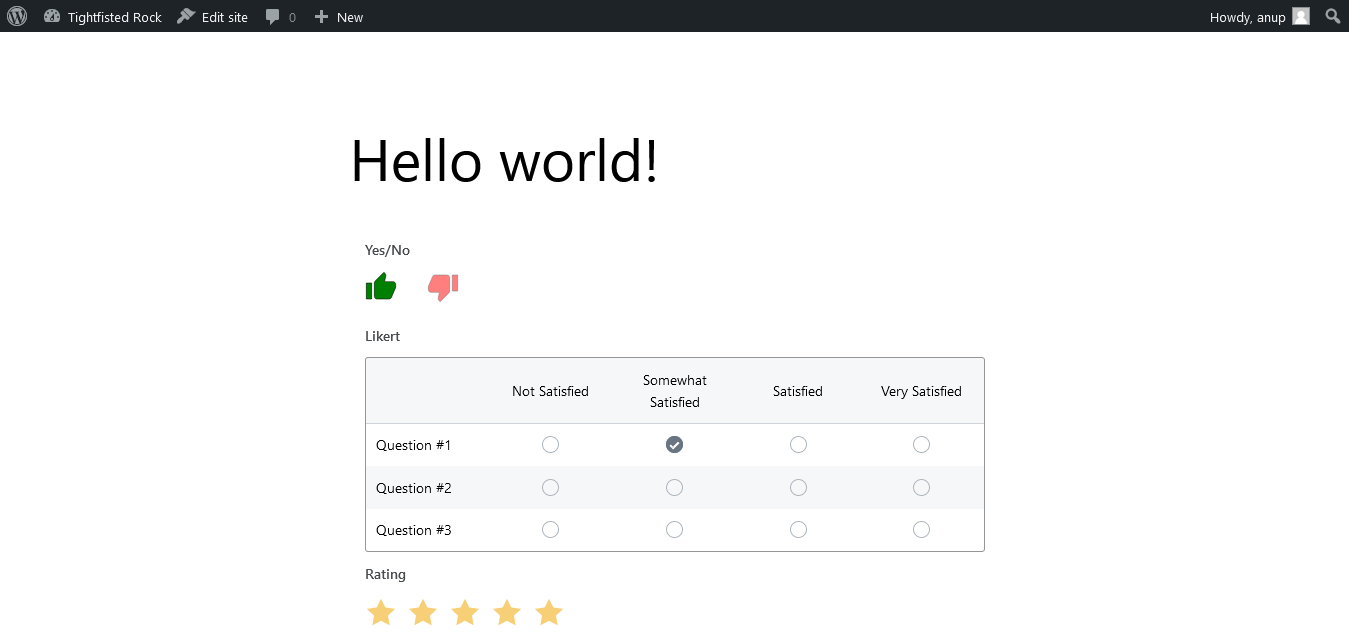 Tightfisted Rock Edit site 0 New Howdy, anup
Hello world!
Yes/No
Likert
Not Satisfied Somewhat Satisfied Satisfied Very Satisfied
Question #1
Question #2
Question #3
Rating